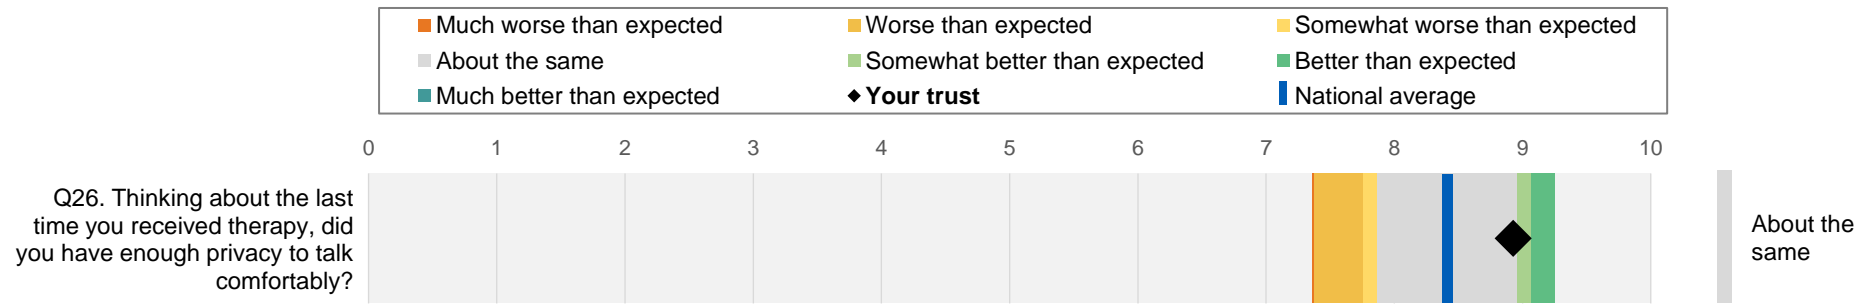 Much worse than expected
Worse than expected
Somewhat worse than expected
About the same
Somewhat better than expected
Better than expected
Much better than expected
Your trust
National average
0 1 2 3 4 5 6 7 8 9 10
Q26. Thinking about the last
time you received therapy, did
you have enough privacy to talk
comfortably?
About the
same